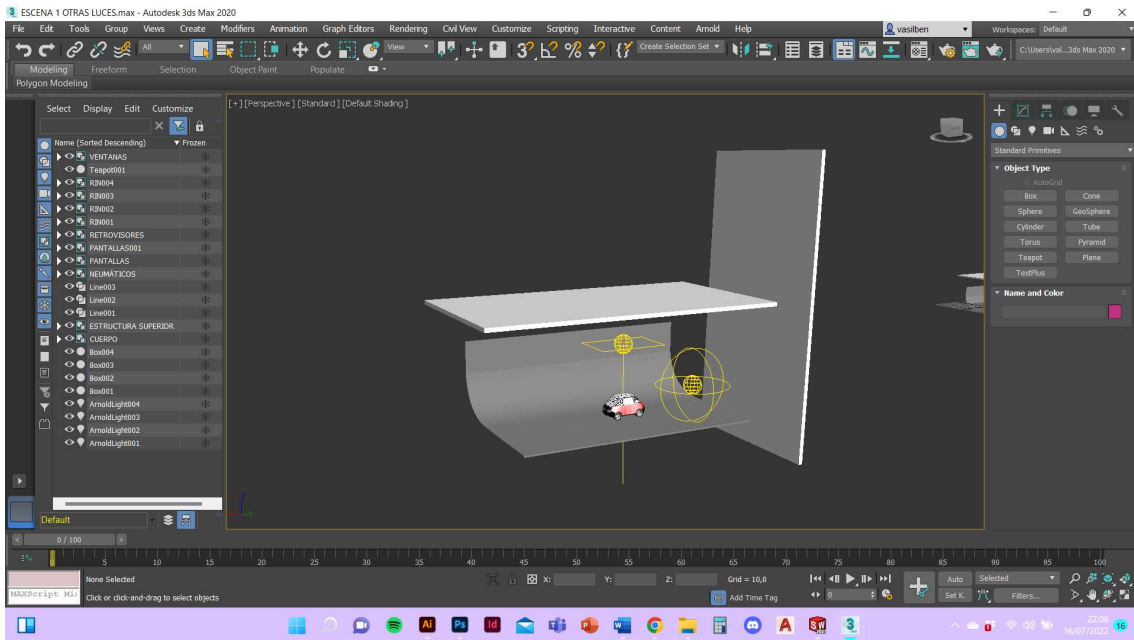 3 ESCENA 1 OTRAS LUCES.max - Autodesk 3ds Max 2020
File Edit Tools Group Views Create Modifiers Animation Graph Editors Rendering Civil View Customize Scripting Interactive Content Arnold Help vasilben Workspaces: Default
All View Create Selection Set C:\Users\val...3ds Max 2020
Modeling Freeform Selection Object Paint Populate
Polygon Modeling
Select Display Edit Customize
[+] [Perspective ] [Standard ] [Default Shading ]
Name (Sorted Descending) Frozen
VENTANAS
Teapot001
RIN004
RIN003
RIN002
RIN001
RETROVISORES
PANTALLAS001
PANTALLAS
NEUMÁTICOS
Line003
Line002
Line001
ESTRUCTURA SUPERIOR
CUERPO
Box004
Box003
Box002
Box001
ArnoldLight004
ArnoldLight003
ArnoldLight002
ArnoldLight001
Standard Primitives
Object Type
AutoGrid
Box Cone
Sphere GeoSphere
Cylinder Tube
Torus Pyramid
Teapot Plane
TextPlus
Name and Color
Default
0 / 100
0 5 10 15 20 25 30 35 40 45 50 55 60 65 70 75 80 85 90 95 100
None Selected X: Y: Z: Grid = 10,0 Auto Selected
MAXScript Mi Click or click-and-drag to select objects Add Time Tag 0 Set K. Filters...
Ai Ps Id A SW 3
22:06
16/07/2022 16